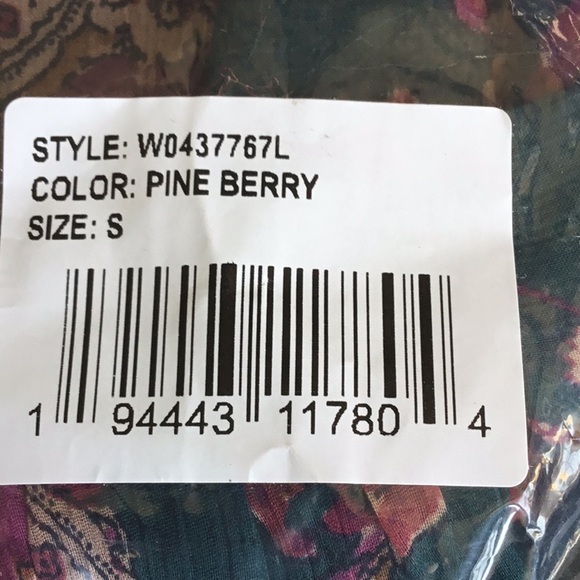 STYLE: W0437767L
COLOR: PINE BERRY
SIZE: S
1 94443 11780 4